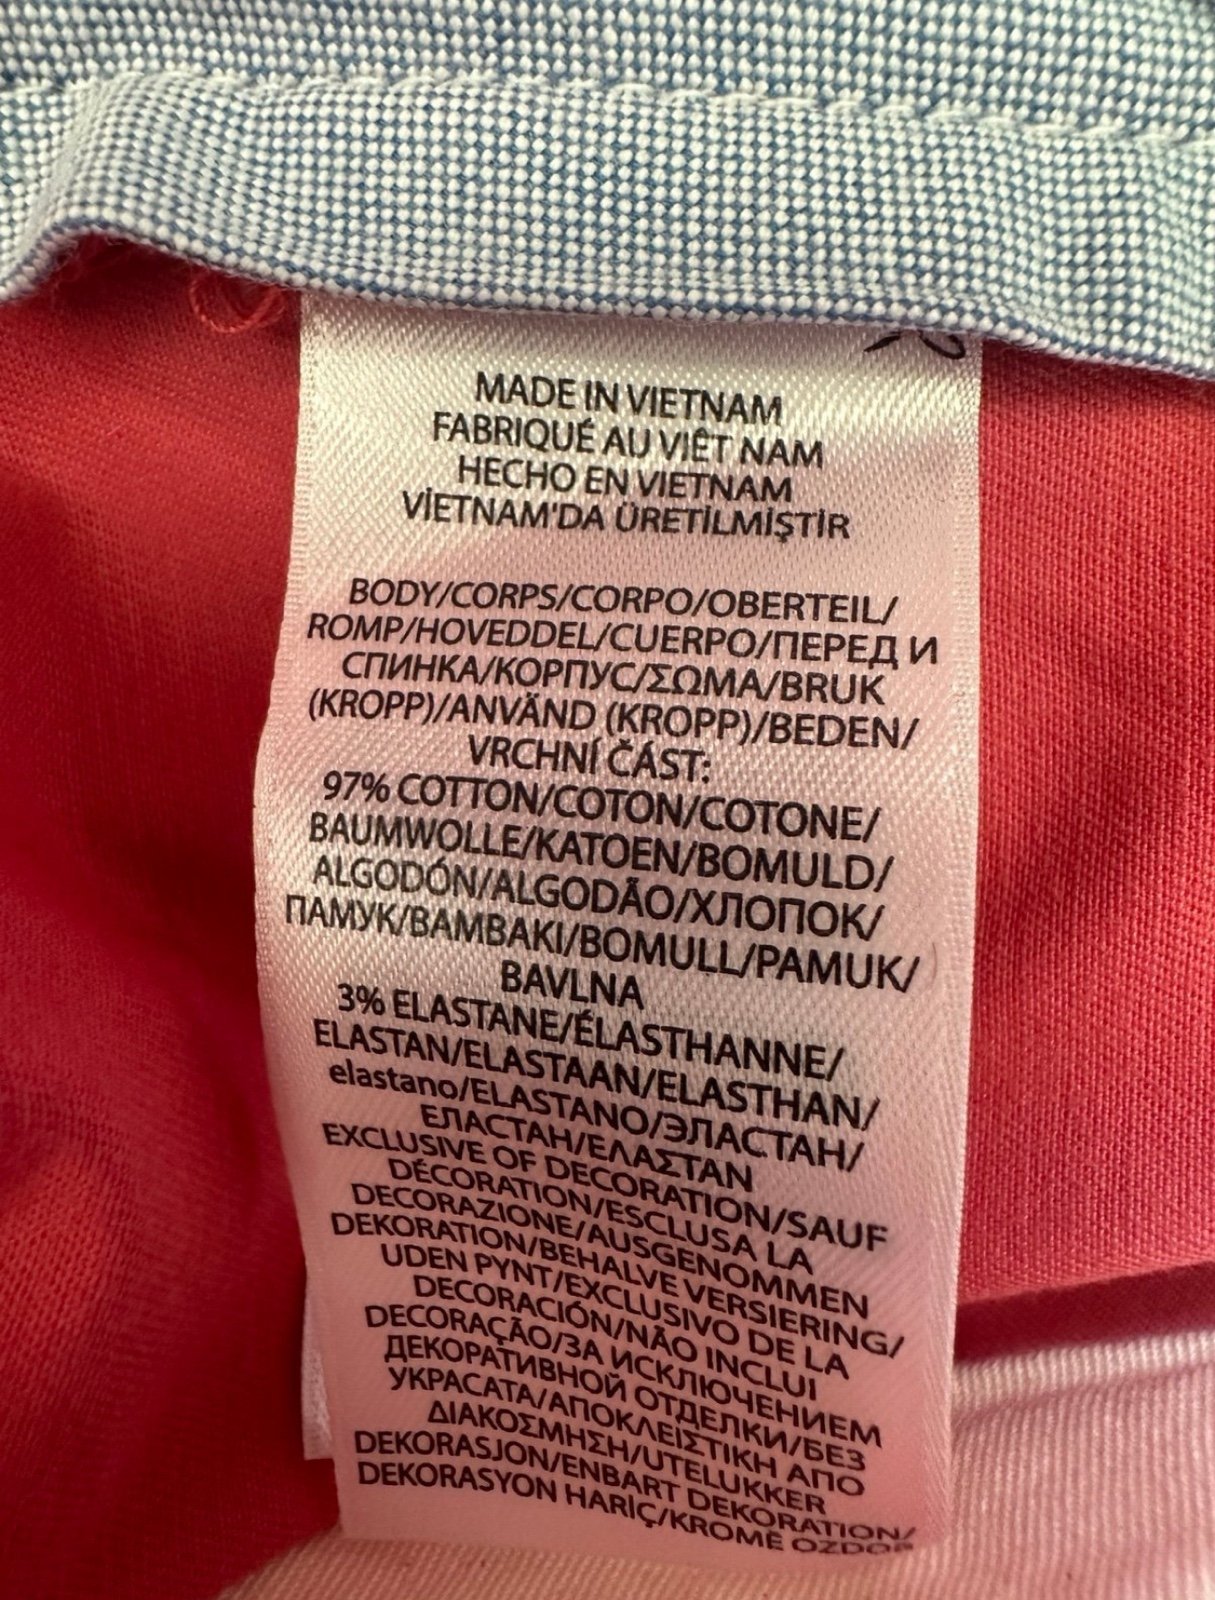 MADE IN VIETNAM
FABRIQUÉ AU VIÊT NAM
HECHO EN VIETNAM
VİETNAM'DA ÜRETİLMİŞTİR
BODY/CORPS/CORPO/OBERTEIL/
ROMP/HOVEDDEL/CUERPO/ПЕРЕД И
СПИНКА/КОРПУС/ΣΩΜΑ/BRUK
(KROPP)/ANVÄND (KROPP)/BEDEN/
VRCHNÍ ČÁST:
97% COTTON/COTON/COTONE/
BAUMWOLLE/KATOEN/BOMULD/
ALGODÓN/ALGODÃO/ХЛОПОК/
ПАМУК/ΒΑΜΒΑΚΙ/BOMULL/PAMUK/
BAVLNA
3% ELASTANE/ÉLASTHANNE/
ELASTAN/ELASTAAN/ELASTHAN/
elastano/ELASTANO/ЭЛАСТАН/
ЕЛАСТАН/ΕΛΑΣΤΑΝ
EXCLUSIVE OF DECORATION/SAUF
DÉCORATION/ESCLUSA LA
DECORAZIONE/AUSGENOMMEN
DEKORATION/BEHALVE VERSIERING/
UDEN PYNT/EXCLUSIVO DE LA
DECORACIÓN/NÃO INCLUI
DECORAÇÃO/ЗА ИСКЛЮЧЕНИЕМ
ДЕКОРАТИВНОЙ ОТДЕЛКИ/БЕЗ
УКРАСАТА/ΑΠΟΚΛΕΙΣΤΙΚΗ ΑΠΟ
ΔΙΑΚΟΣΜΗΣΗ/UTELUKKER
DEKORASJON/ENBART DEKORATION/
DEKORASYON HARİÇ/KROMĚ OZDOB